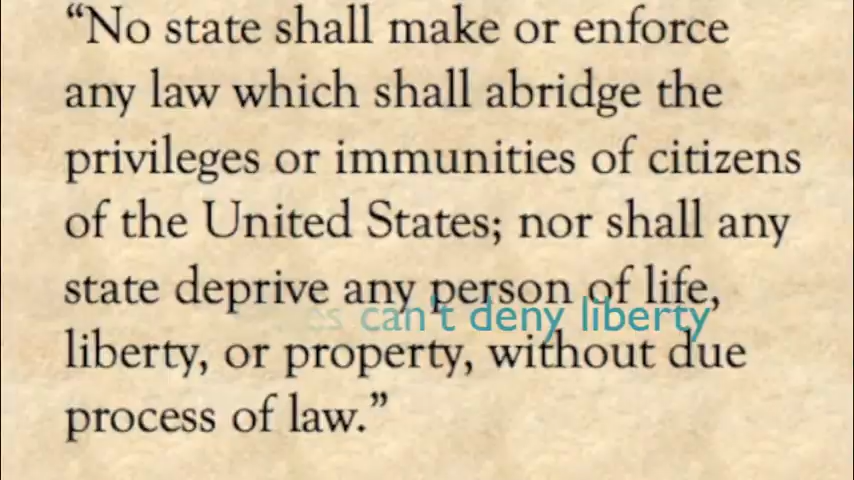 “No state shall make or enforce
any law which shall abridge the
privileges or immunities of citizens
of the United States; nor shall any
state deprive any person of life,
can't deny liberty
liberty, or property, without due
process of law.”